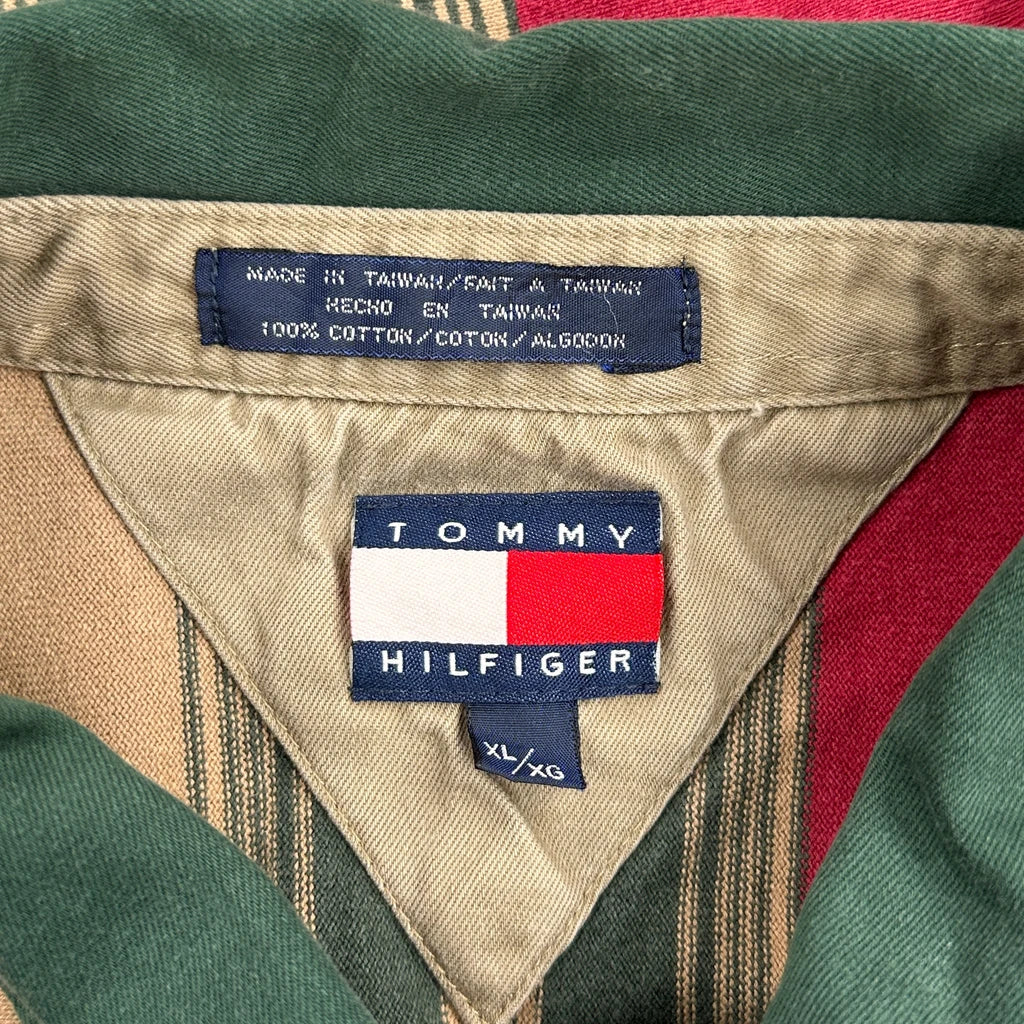 MADE IN TAIWAN/FAIT A TAIWAN
HECHO EN TAIWAN
100% COTTON/COTON/ALGODON
TOMMY
HILFIGER
XL/XG